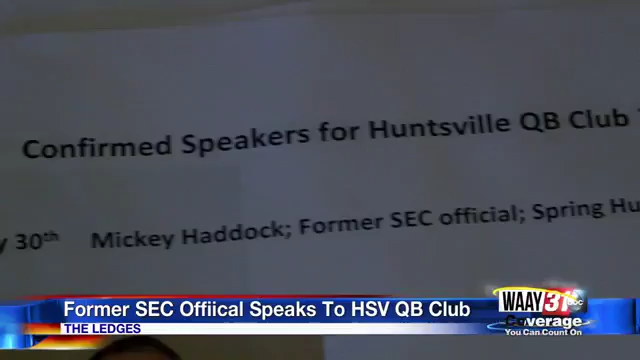 Confirmed Speakers for Huntsville QB Club
30th Mickey Haddock; Former SEC official; Spring
Former SEC Offiical Speaks To HSV QB Club
THE LEDGES
WAAY 31 abc
Coverage
You Can Count On